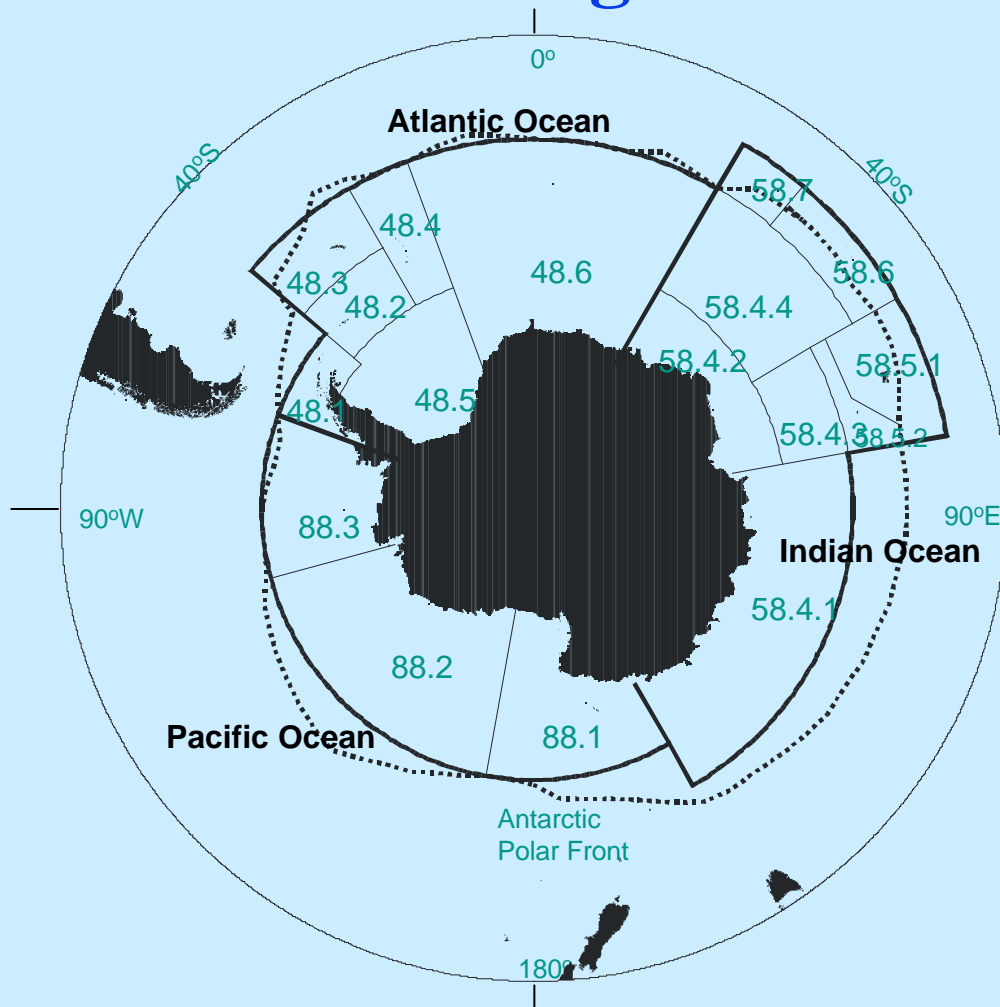 0º
Atlantic Ocean
40ºS
40ºS
58.7
48.4
48.6
58.6
48.3
48.2
58.4.4
58.4.2
58.5.1
48.5
48.1
58.4.3
58.5.2
90ºW
88.3
90ºE
Indian Ocean
58.4.1
88.2
Pacific Ocean
88.1
Antarctic
Polar Front
180º